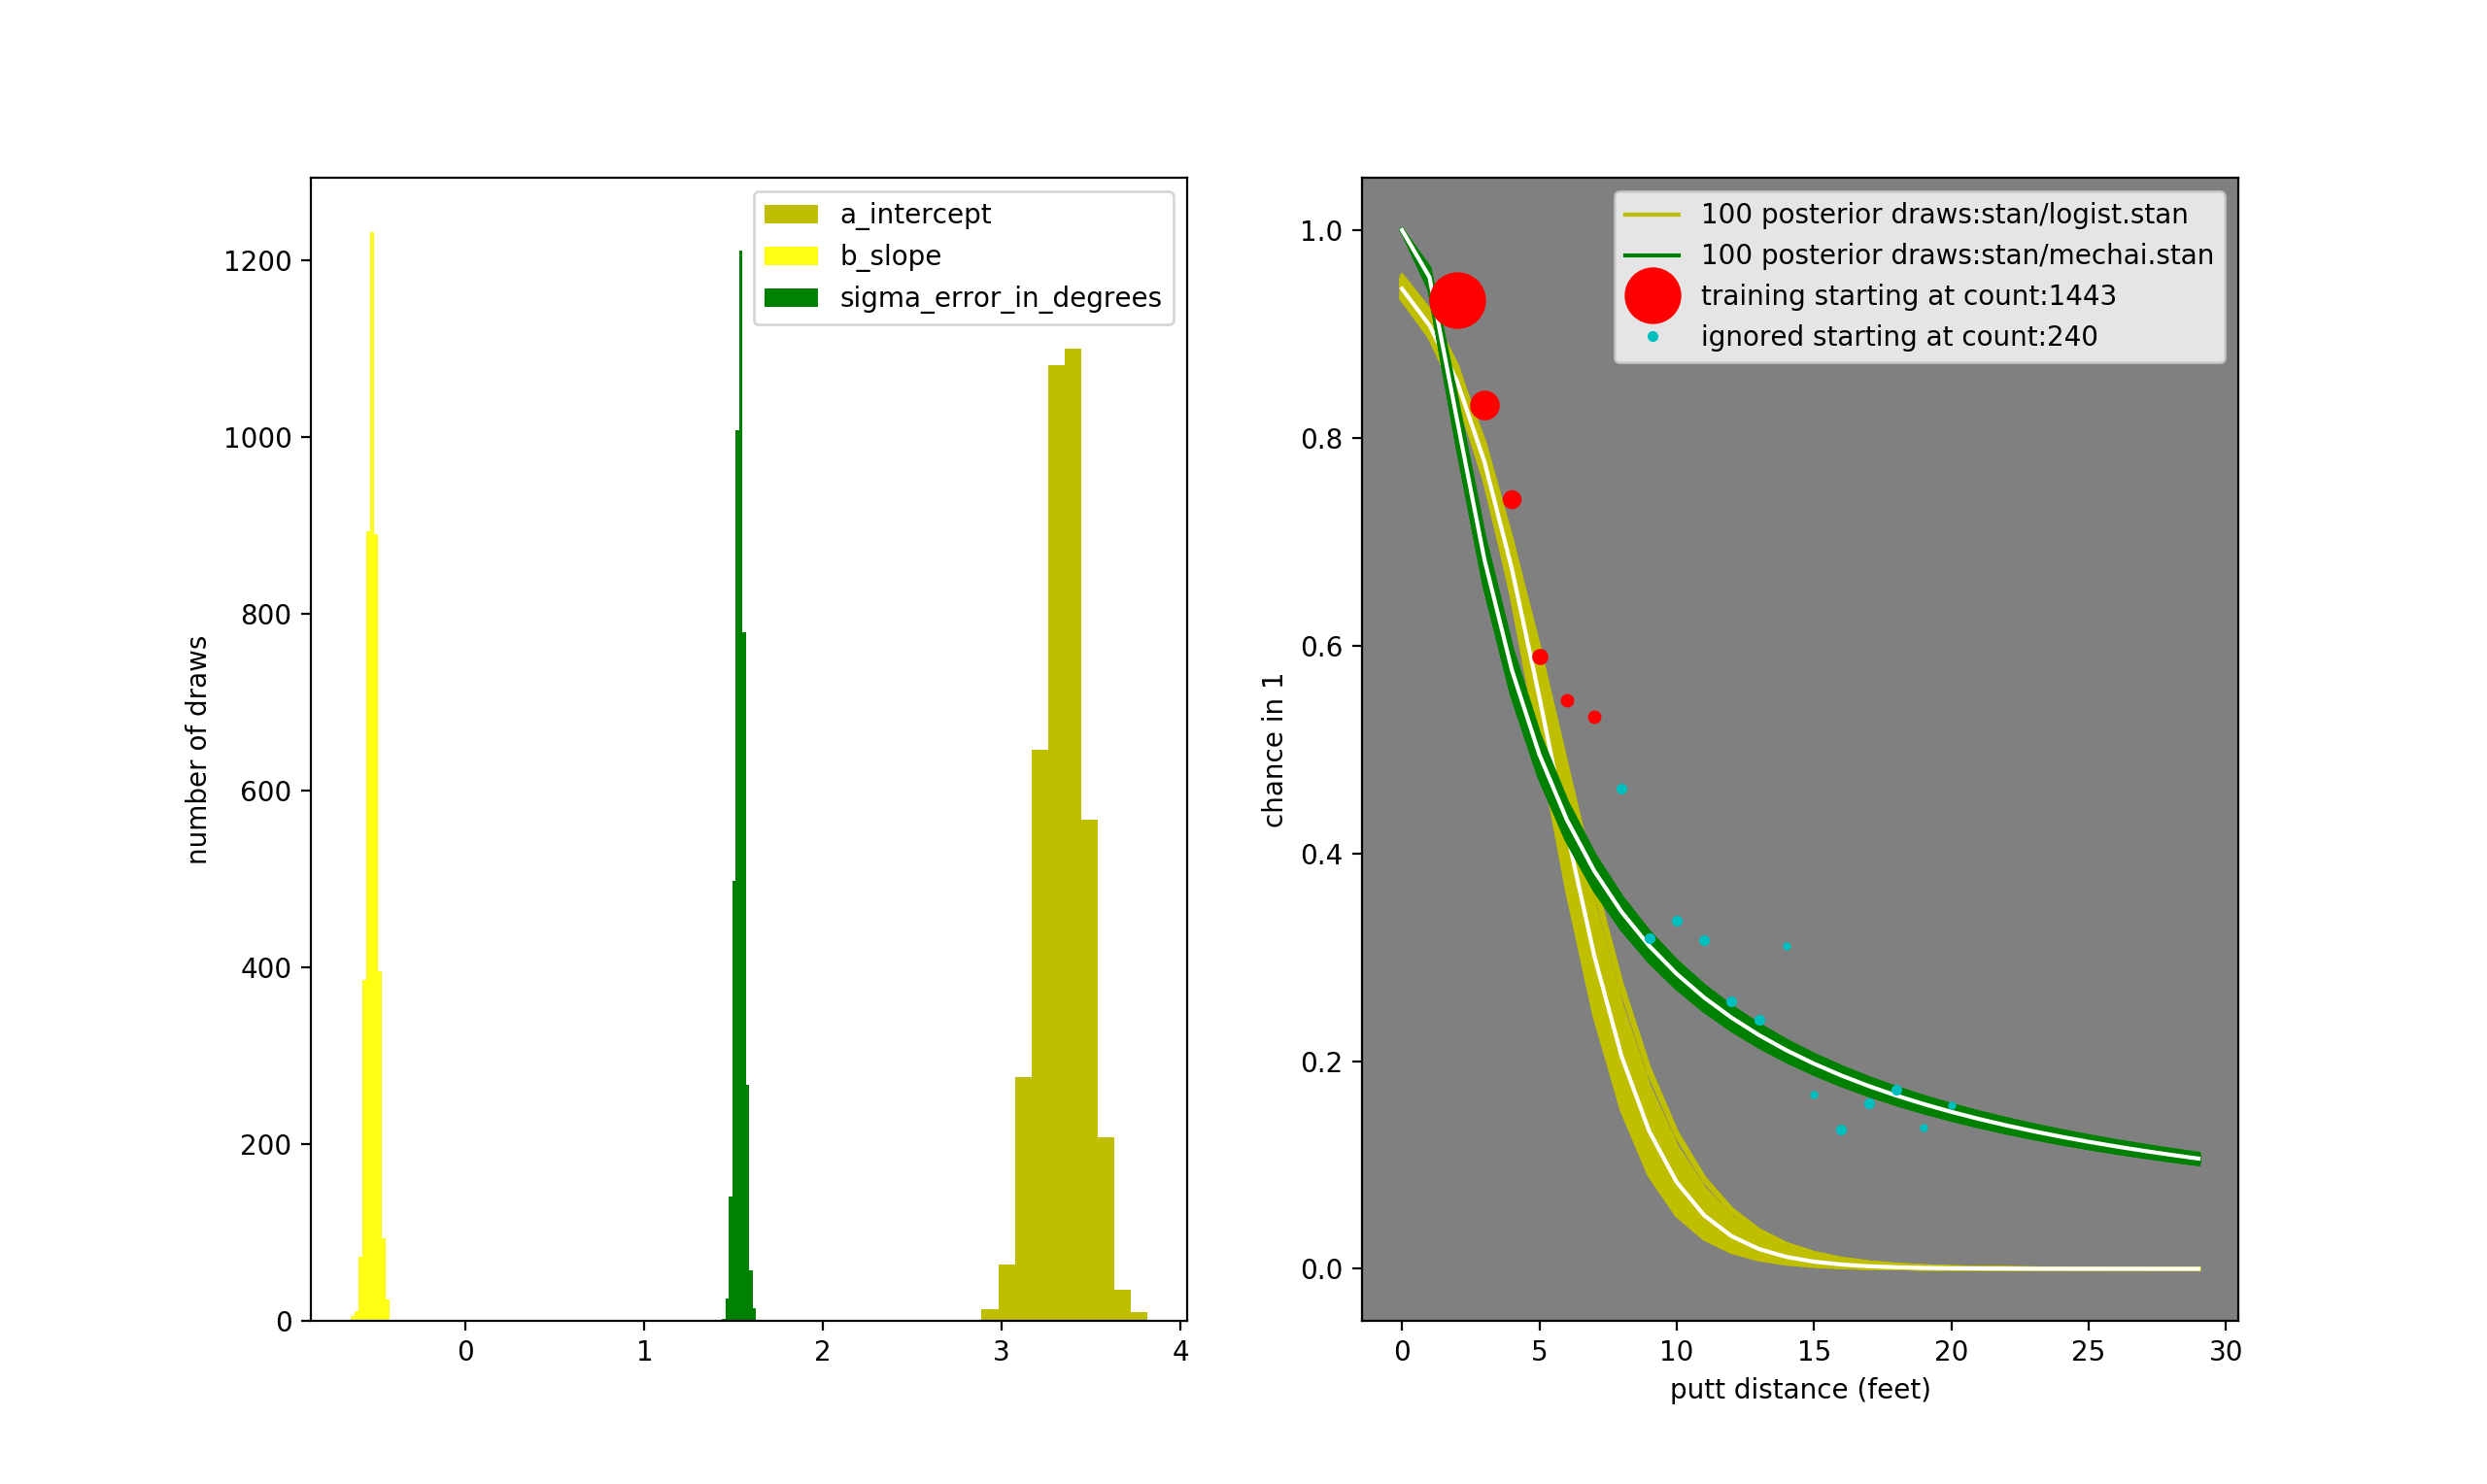 a_intercept
b_slope
sigma_error_in_degrees
number of draws
1200
1000
800
600
400
200
0
0 1 2 3 4
100 posterior draws:stan/logist.stan
100 posterior draws:stan/mechai.stan
training starting at count:1443
ignored starting at count:240
chance in 1
1.0
0.8
0.6
0.4
0.2
0.0
0 5 10 15 20 25 30
putt distance (feet)